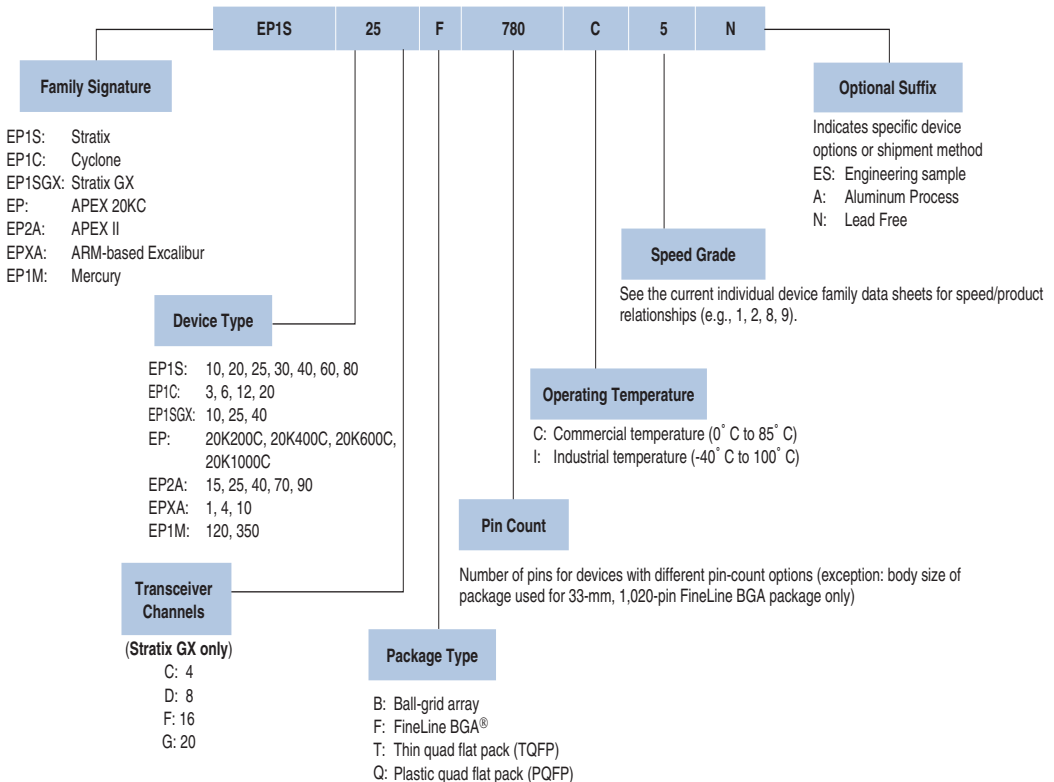 EP1S 25 F 780 C 5 N
Family Signature
EP1S: Stratix
EP1C: Cyclone
EP1SGX: Stratix GX
EP: APEX 20KC
EP2A: APEX II
EPXA: ARM-based Excalibur
EP1M: Mercury
Optional Suffix
Indicates specific device
options or shipment method
ES: Engineering sample
A: Aluminum Process
N: Lead Free
Speed Grade
See the current individual device family data sheets for speed/product
relationships (e.g., 1, 2, 8, 9).
Device Type
EP1S: 10, 20, 25, 30, 40, 60, 80
EP1C: 3, 6, 12, 20
EP1SGX: 10, 25, 40
EP: 20K200C, 20K400C, 20K600C,
20K1000C
EP2A: 15, 25, 40, 70, 90
EPXA: 1, 4, 10
EP1M: 120, 350
Operating Temperature
C: Commercial temperature (0° C to 85° C)
I: Industrial temperature (-40° C to 100° C)
Pin Count
Number of pins for devices with different pin-count options (exception: body size of
package used for 33-mm, 1,020-pin FineLine BGA package only)
Transceiver
Channels
(Stratix GX only)
C: 4
D: 8
F: 16
G: 20
Package Type
B: Ball-grid array
F: FineLine BGA®
T: Thin quad flat pack (TQFP)
Q: Plastic quad flat pack (PQFP)